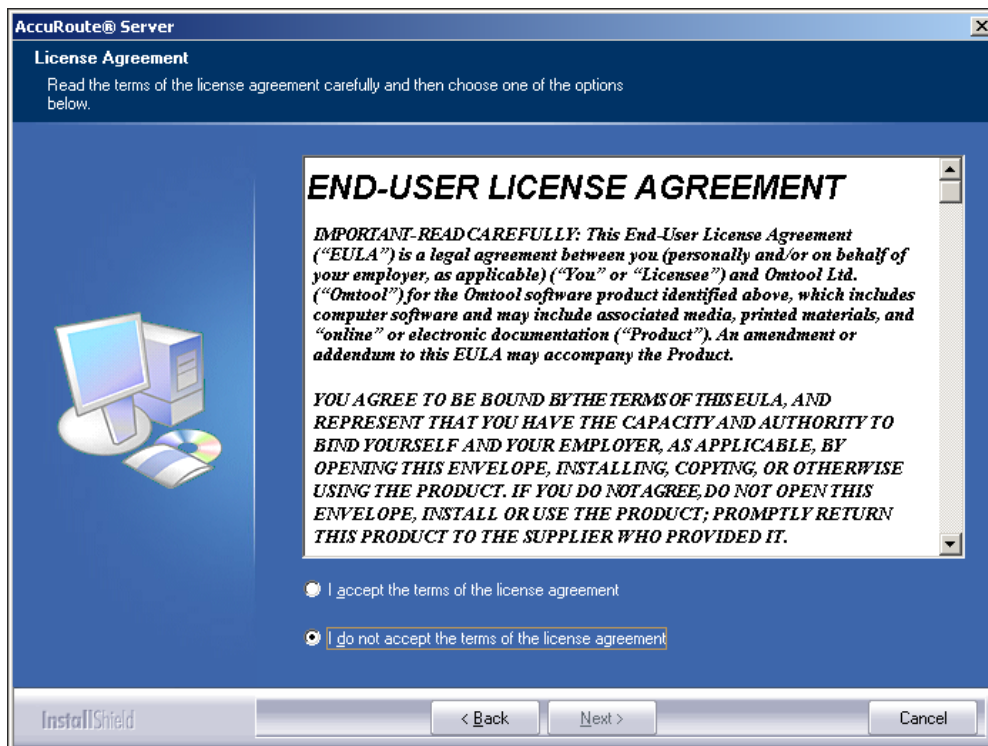 AccuRoute® Server
License Agreement
Read the terms of the license agreement carefully and then choose one of the options
below.
END-USER LICENSE AGREEMENT
IMPORTANT-READ CAREFULLY: This End-User License Agreement
(“EULA”) is a legal agreement between you (personally and/or on behalf of
your employer, as applicable) (“You” or “Licensee”) and Omtool Ltd.
(“Omtool”) for the Omtool software product identified above, which includes
computer software and may include associated media, printed materials, and
“online” or electronic documentation (“Product”). An amendment or
addendum to this EULA may accompany the Product.
YOU AGREE TO BE BOUND BY THE TERMS OF THIS EULA, AND
REPRESENT THAT YOU HAVE THE CAPACITY AND AUTHORITY TO
BIND YOURSELF AND YOUR EMPLOYER, AS APPLICABLE, BY
OPENING THIS ENVELOPE, INSTALLING, COPYING, OR OTHERWISE
USING THE PRODUCT. IF YOU DO NOT AGREE, DO NOT OPEN THIS
ENVELOPE, INSTALL OR USE THE PRODUCT; PROMPTLY RETURN
THIS PRODUCT TO THE SUPPLIER WHO PROVIDED IT.
I accept the terms of the license agreement
I do not accept the terms of the license agreement
InstallShield
< Back
Next >
Cancel